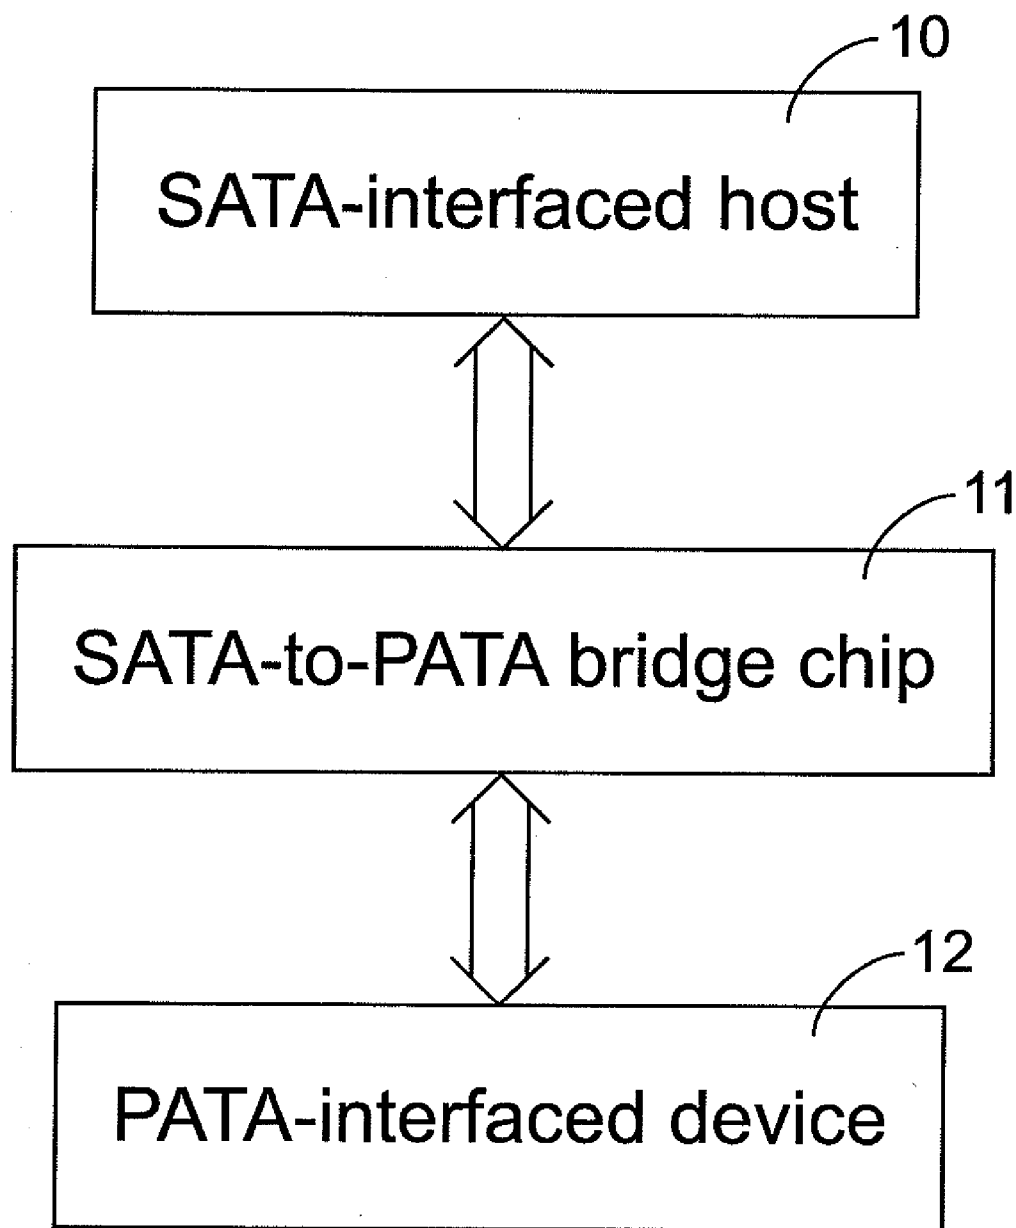 10
SATA-interfaced host
11
SATA-to-PATA bridge chip
12
PATA-interfaced device